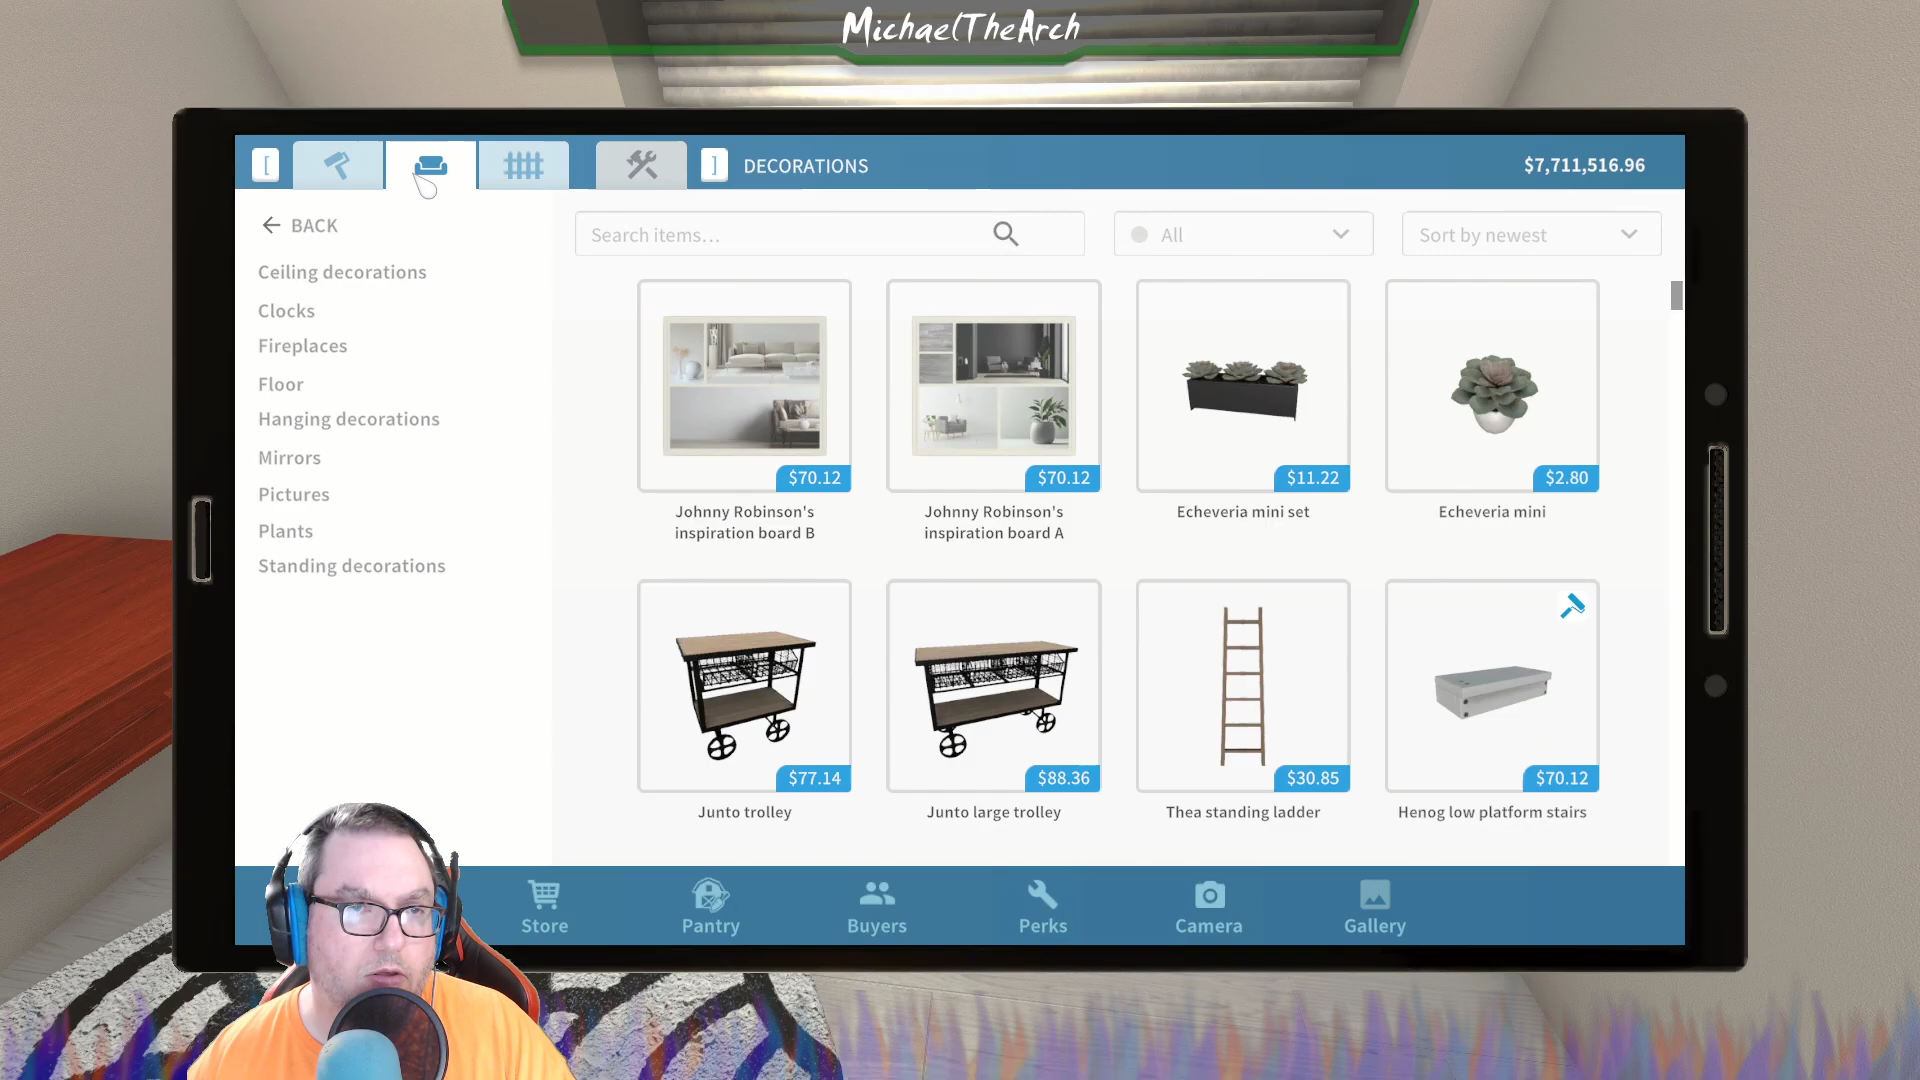 MichaelTheArch
[
]
DECORATIONS
$7,711,516.96
BACK
Ceiling decorations
Clocks
Fireplaces
Floor
Hanging decorations
Mirrors
Pictures
Plants
Standing decorations
Search items...
All
Sort by newest
$70.12
Johnny Robinson's
inspiration board B
$70.12
Johnny Robinson's
inspiration board A
$11.22
Echeveria mini set
$2.80
Echeveria mini
$77.14
Junto trolley
$88.36
Junto large trolley
$30.85
Thea standing ladder
$70.12
Henog low platform stairs
Store
Pantry
Buyers
Perks
Camera
Gallery